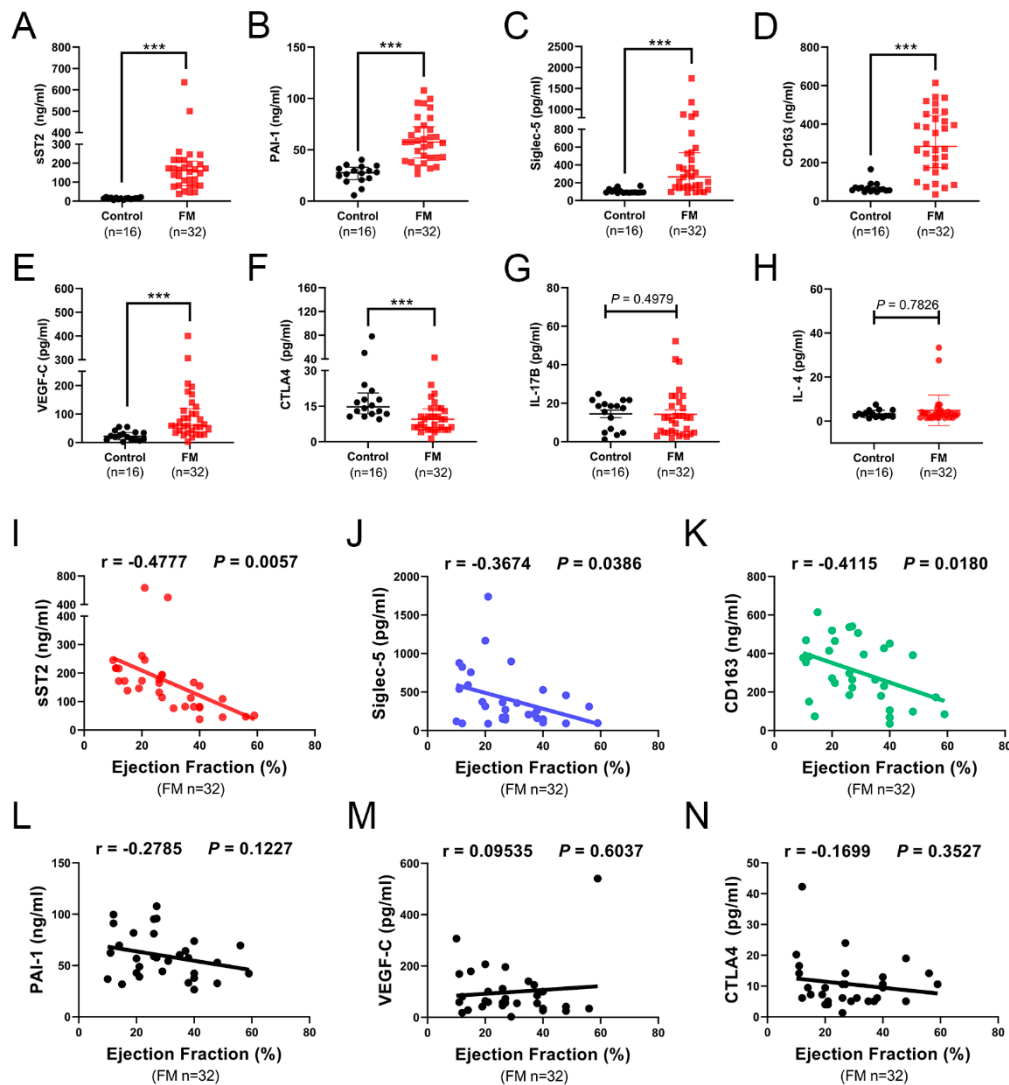 A
sST2 (ng/ml)
800
600
400
300
200
100
0
***
Control
(n=16)
FM
(n=32)
B
PAI-1 (ng/ml)
150
100
50
0
***
Control
(n=16)
FM
(n=32)
C
Siglec-5 (pg/ml)
2500
2000
1500
1000
800
600
400
200
0
***
Control
(n=16)
FM
(n=32)
D
CD163 (ng/ml)
800
600
400
200
0
***
Control
(n=16)
FM
(n=32)
E
VEGF-C (pg/ml)
600
500
400
300
200
100
0
***
Control
(n=16)
FM
(n=32)
F
CTLA4 (pg/ml)
160
120
80
40
30
15
0
***
Control
(n=16)
FM
(n=32)
G
IL-17B (pg/ml)
80
60
40
20
0
P = 0.4979
Control
(n=16)
FM
(n=32)
H
IL- 4 (pg/ml)
60
40
20
0
P = 0.7826
Control
(n=16)
FM
(n=32)
I
r = -0.4777 P = 0.0057
sST2 (ng/ml)
800
400
400
300
200
100
0
0 20 40 60 80
Ejection Fraction (%)
(FM n=32)
J
r = -0.3674 P = 0.0386
Siglec-5 (pg/ml)
2000
1500
1000
500
0
0 20 40 60 80
Ejection Fraction (%)
(FM n=32)
K
r = -0.4115 P = 0.0180
CD163 (ng/ml)
800
600
400
200
0
0 20 40 60 80
Ejection Fraction (%)
(FM n=32)
L
r = -0.2785 P = 0.1227
PAI-1 (ng/ml)
150
100
50
0
0 20 40 60 80
Ejection Fraction (%)
(FM n=32)
M
r = 0.09535 P = 0.6037
VEGF-C (pg/ml)
600
400
200
0
0 20 40 60 80
Ejection Fraction (%)
(FM n=32)
N
r = -0.1699 P = 0.3527
CTLA4 (pg/ml)
50
40
30
20
10
0
0 20 40 60 80
Ejection Fraction (%)
(FM n=32)